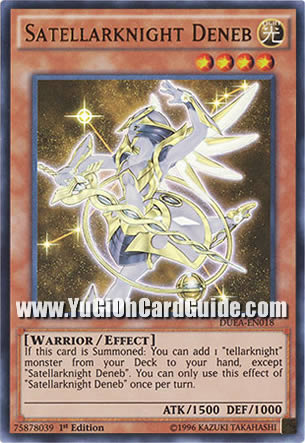 SATELLARKNIGHT DENEB
LIGHT
光
www.YuGiOhCardGuide.com
DUEA-EN018
[WARRIOR/EFFECT]
If this card is Summoned: You can add 1 "tellarknight"
monster from your Deck to your hand, except
"Satellarknight Deneb". You can only use this effect of
"Satellarknight Deneb" once per turn.
ATK/1500 DEF/1000
75878039 1st Edition ©1996 KAZUKI TAKAHASHI